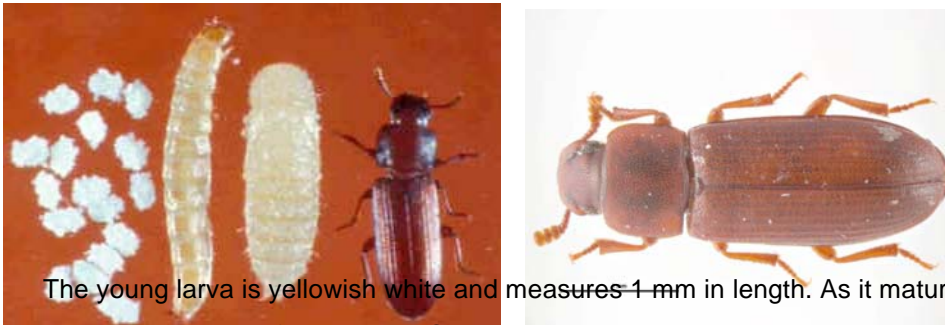 The young larva is yellowish white and measures 1 mm in length. As it matur